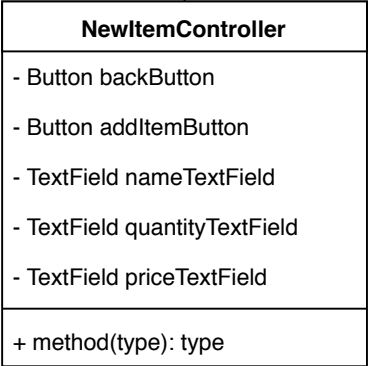 NewItemController
- Button backButton
- Button addItemButton
- TextField nameTextField
- TextField quantityTextField
- TextField priceTextField
+ method(type): type